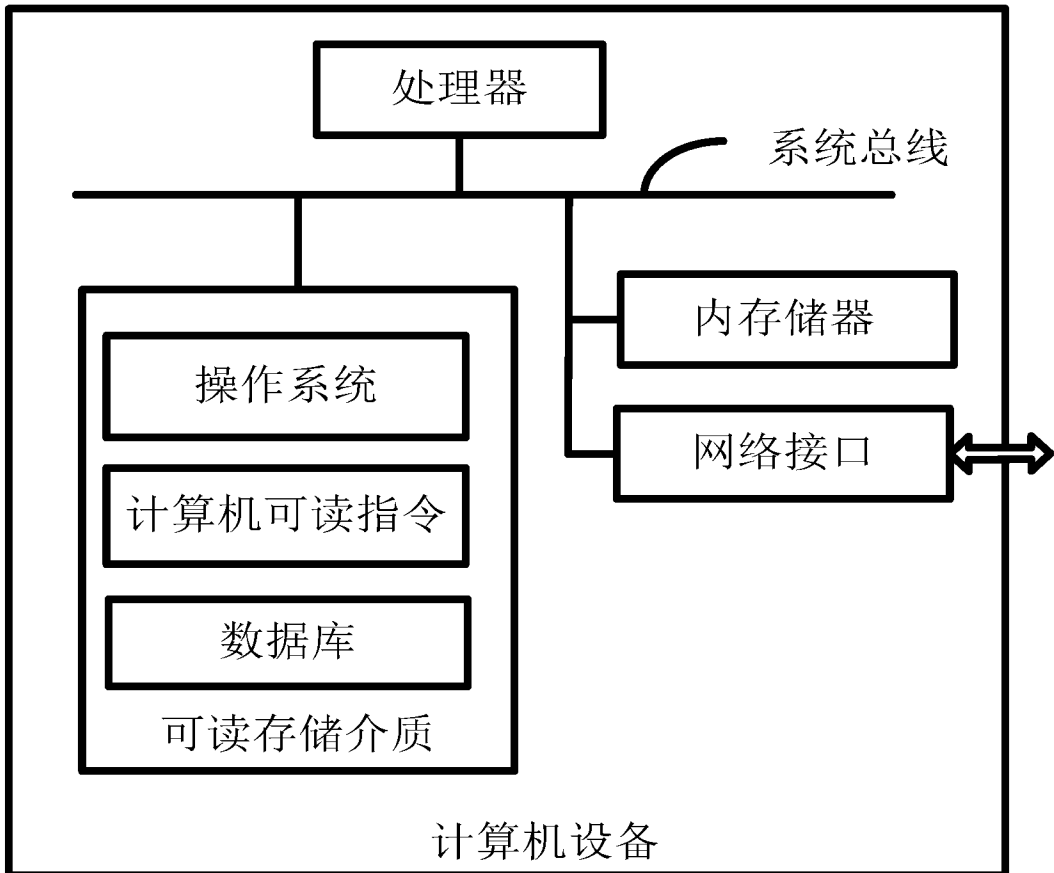 处理器
系统总线
内存储器
操作系统
网络接口
计算机可读指令
数据库
可读存储介质
计算机设备